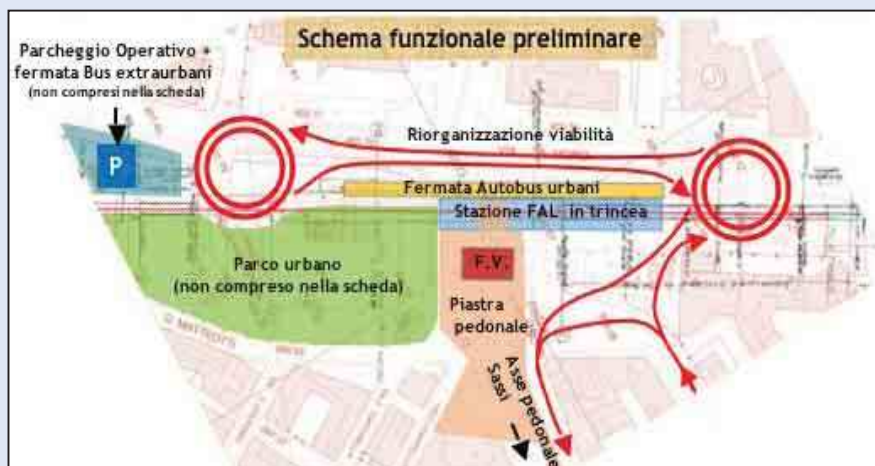 Schema funzionale preliminare
Parcheggio Operativo +
fermata Bus extraurbani
(non compresi nella scheda)
P
Riorganizzazione viabilità
Fermata Autobus urbani
Stazione FAL in trincea
Parco urbano
(non compreso nella scheda)
F.V.
Piastra
pedonale
Asse pedonale
Sassi